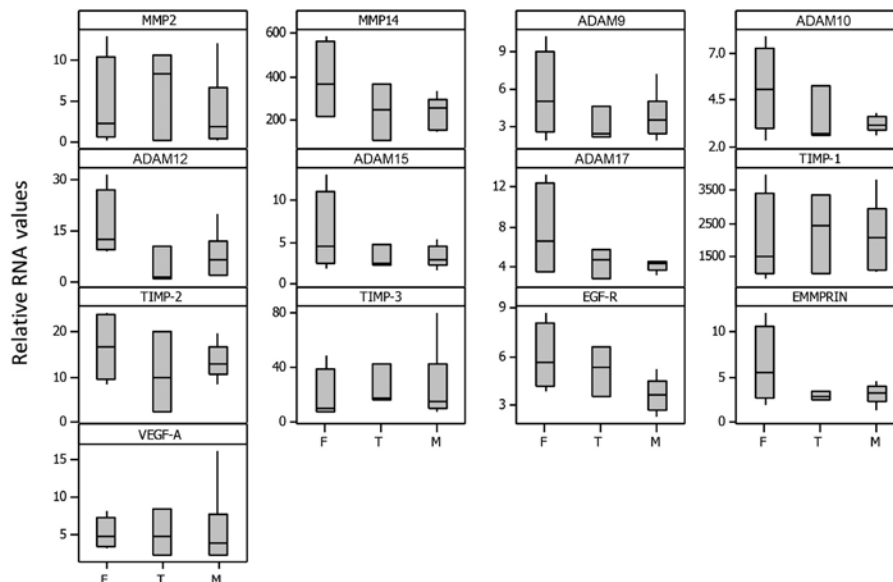 MMP2 MMP14 ADAM9 ADAM10
10 600 9 7.0
5 400 6 4.5
0 200 3 2.0
ADAM12 ADAM15 ADAM17 TIMP-1
30 10 12 3500
15 5 8 2500
0 0 4 1500
TIMP-2 TIMP-3 EGF-R EMMPRIN
20 80 9 10
10 40 6 5
0 0 3 0
VEGF-A
F T M F T M F T M
15
10
5
F T M
Relative RNA values